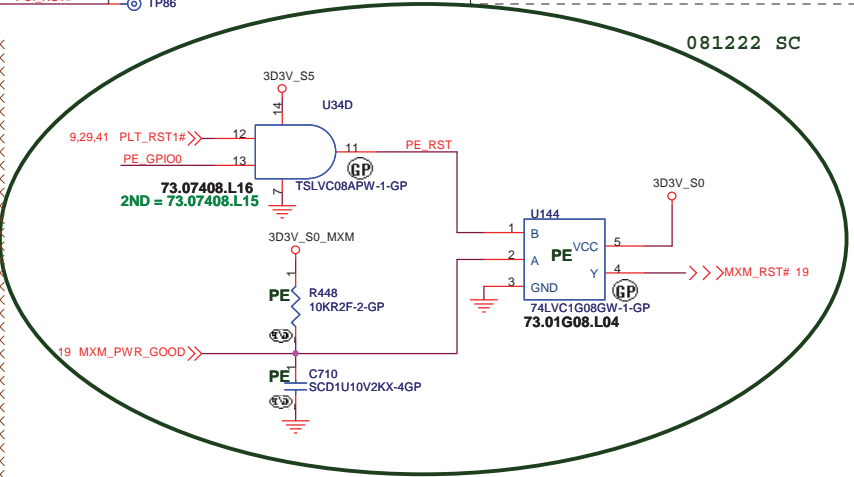 TP86
081222 SC
3D3V_S5
14
U34D
9,29,41 PLT_RST1#
12
PE_GPIO0
13
11
PE_RST
GP
7
TSLVC08APW-1-GP
73.07408.L16
2ND = 73.07408.L15
3D3V_S0
U144
1 B
2 A
3 GND
VCC 5
Y 4
PE
MXM_RST# 19
GP
74LVC1G08GW-1-GP
73.01G08.L04
3D3V_S0_MXM
1
PE R448
10KR2F-2-GP
19 MXM_PWR_GOOD
1
PE C710
SCD1U10V2KX-4GP